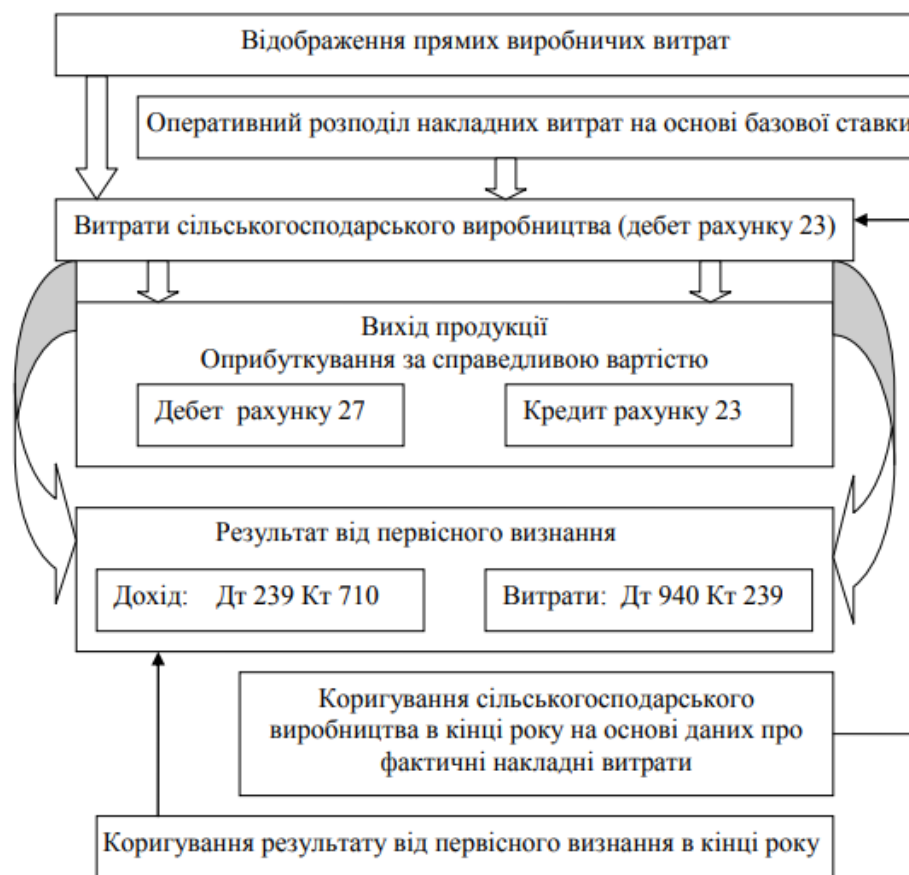 Відображення прямих виробничих витрат
Оперативний розподіл накладних витрат на основі базової ставки
Витрати сільськогосподарського виробництва (дебет рахунку 23)
Вихід продукції
Оприбуткування за справедливою вартістю
Дебет рахунку 27
Кредит рахунку 23
Результат від первісного визнання
Дохід: Дт 239 Кт 710
Витрати: Дт 940 Кт 239
Коригування сільськогосподарського
виробництва в кінці року на основі даних про
фактичні накладні витрати
Коригування результату від первісного визнання в кінці року